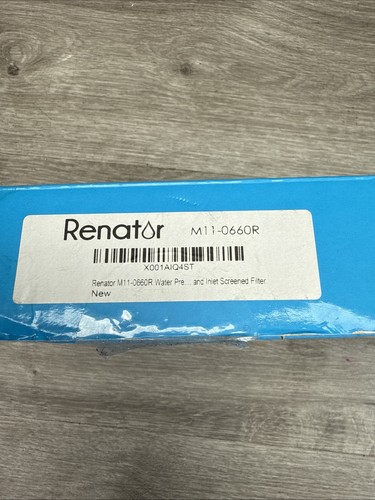 Renator M11-0660R
X001AIQ4ST
Renator M11-0660R Water Pre... and Inlet Screened Filter
New